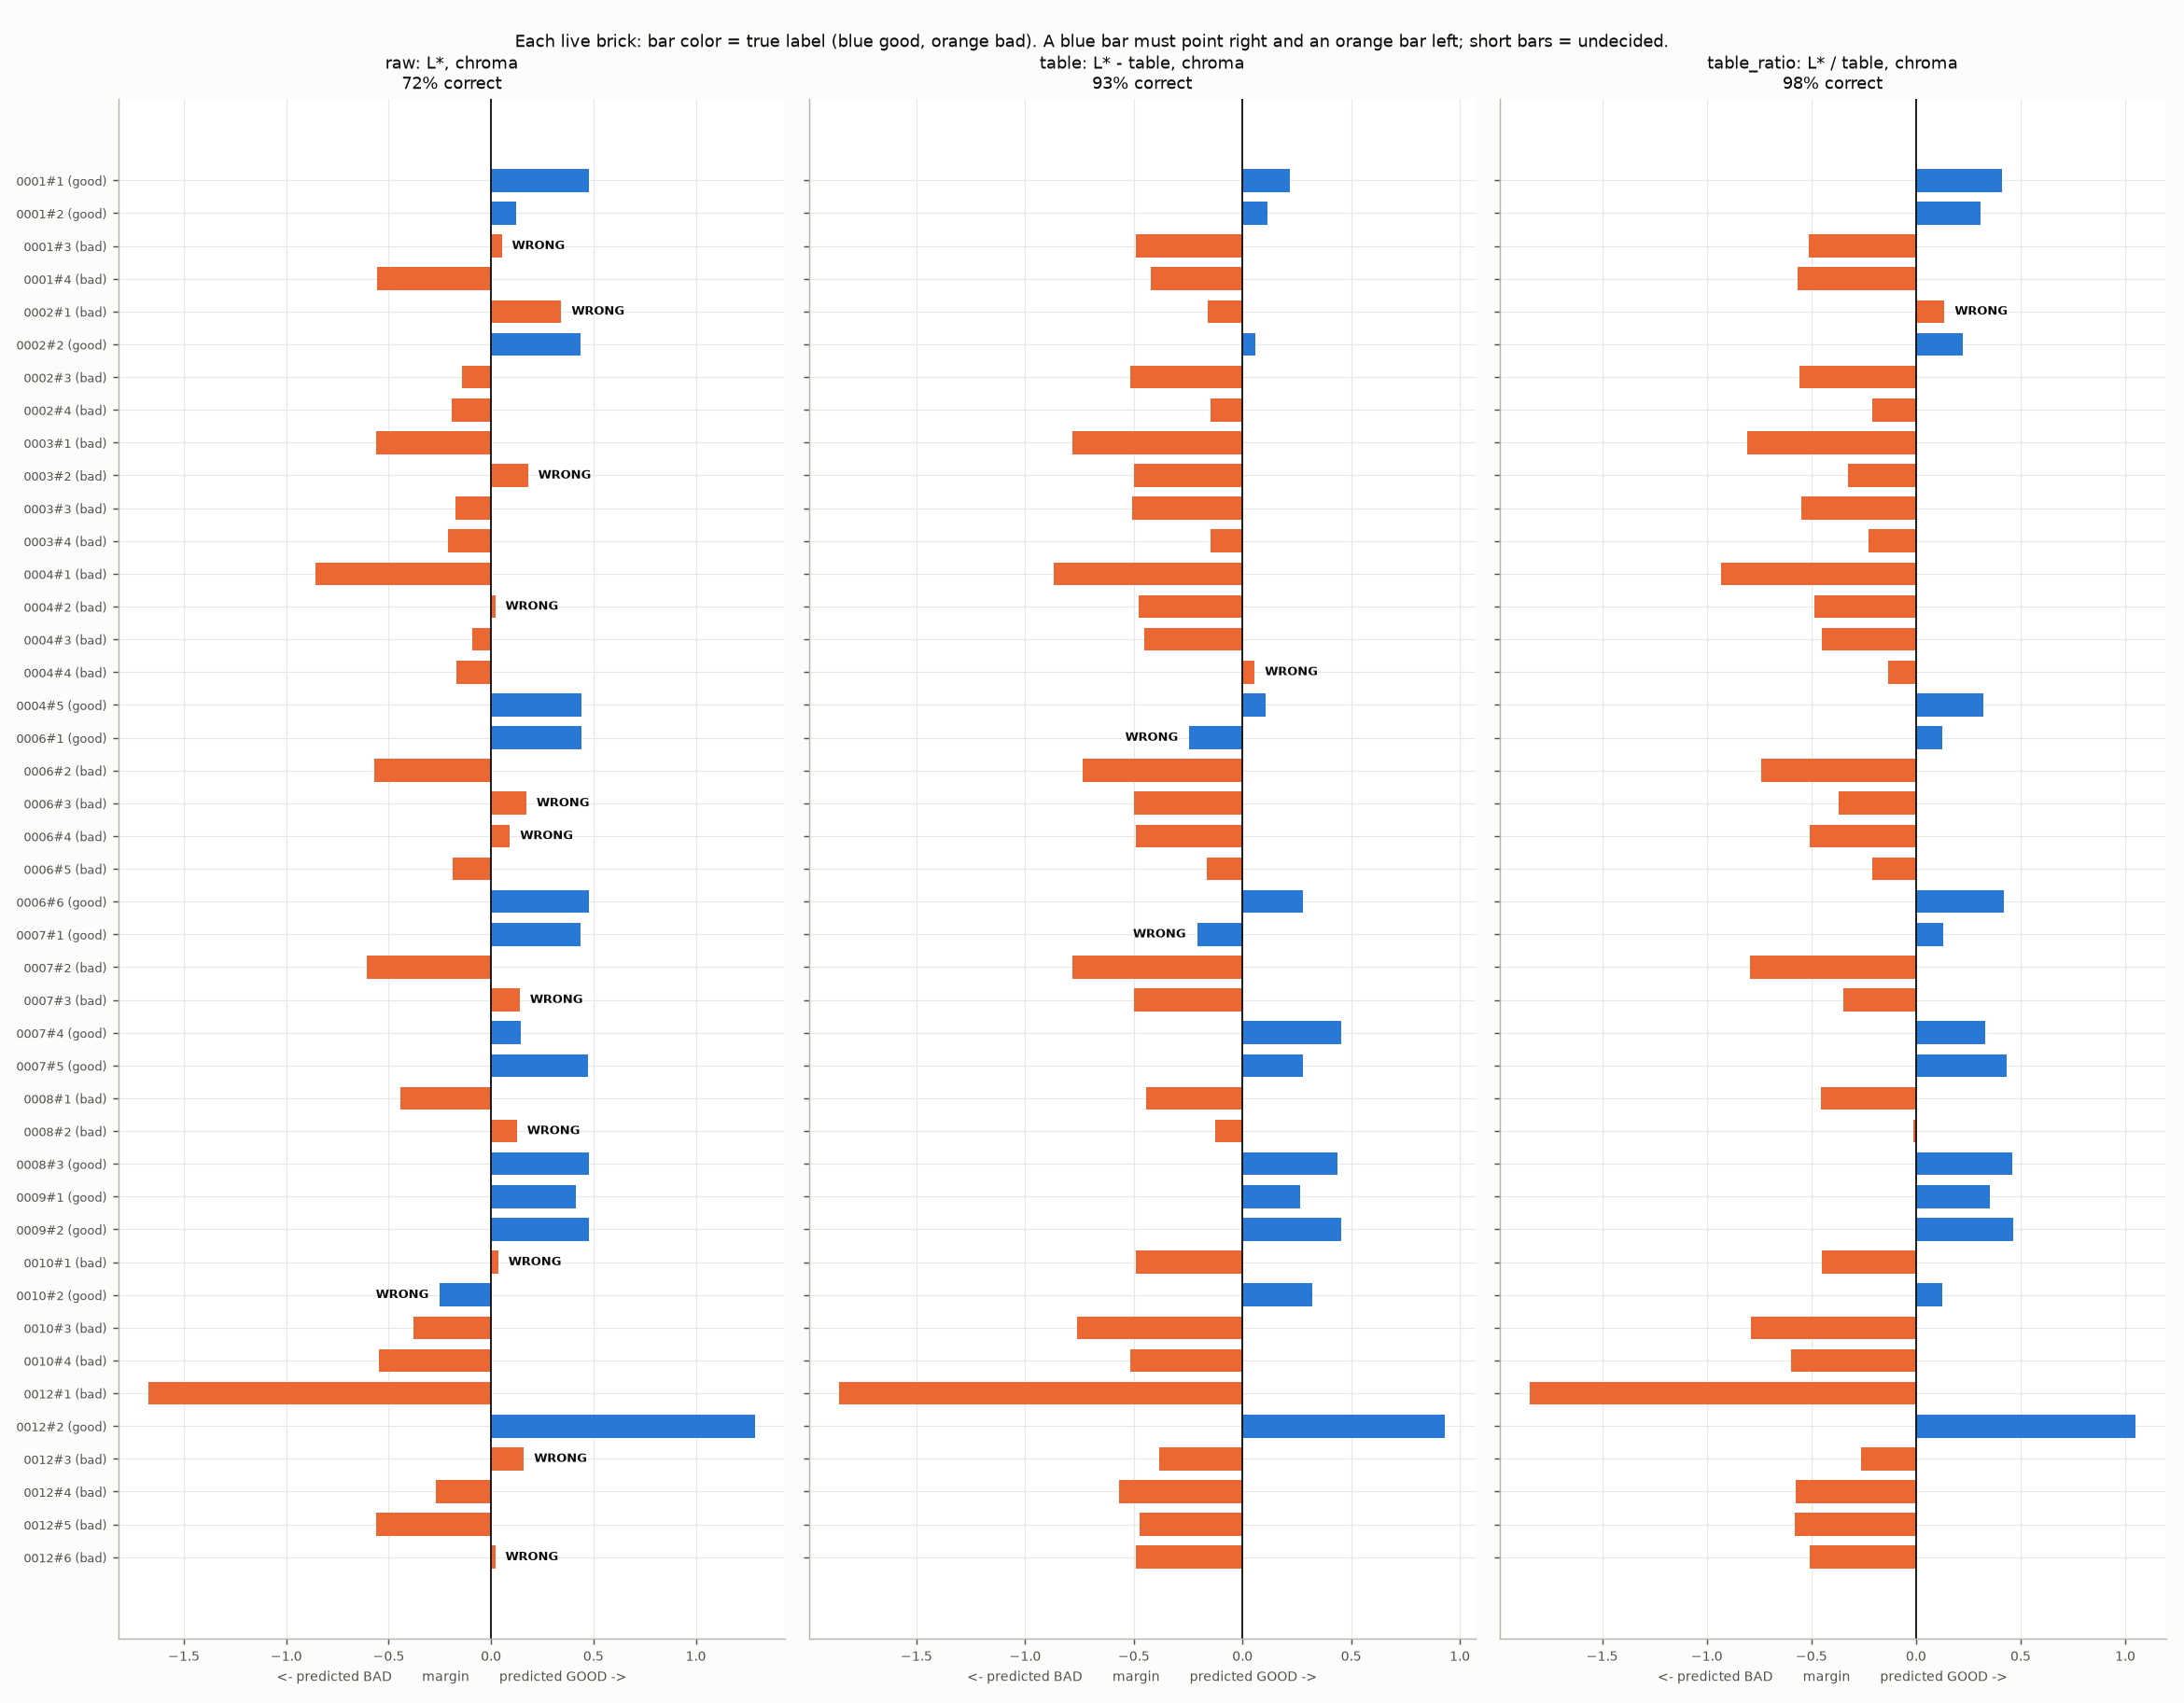 Each live brick: bar color = true label (blue good, orange bad). A blue bar must point right and an orange bar left; short bars = undecided.
raw: L*, chroma
72% correct
table: L* - table, chroma
93% correct
table_ratio: L* / table, chroma
98% correct
0001#1 (good)
0001#2 (good)
0001#3 (bad) WRONG
0001#4 (bad)
0002#1 (bad) WRONG WRONG
0002#2 (good)
0002#3 (bad)
0002#4 (bad)
0003#1 (bad)
0003#2 (bad) WRONG
0003#3 (bad)
0003#4 (bad)
0004#1 (bad)
0004#2 (bad) WRONG
0004#3 (bad)
0004#4 (bad) WRONG
0004#5 (good)
0006#1 (good) WRONG
0006#2 (bad)
0006#3 (bad) WRONG
0006#4 (bad) WRONG
0006#5 (bad)
0006#6 (good)
0007#1 (good) WRONG
0007#2 (bad)
0007#3 (bad) WRONG
0007#4 (good)
0007#5 (good)
0008#1 (bad)
0008#2 (bad) WRONG
0008#3 (good)
0009#1 (good)
0009#2 (good)
0010#1 (bad) WRONG
0010#2 (good) WRONG
0010#3 (bad)
0010#4 (bad)
0012#1 (bad)
0012#2 (good)
0012#3 (bad) WRONG
0012#4 (bad)
0012#5 (bad)
0012#6 (bad) WRONG
−1.5 −1.0 −0.5 0.0 0.5 1.0
<- predicted BAD margin predicted GOOD ->
−1.5 −1.0 −0.5 0.0 0.5 1.0
<- predicted BAD margin predicted GOOD ->
−1.5 −1.0 −0.5 0.0 0.5 1.0
<- predicted BAD margin predicted GOOD ->